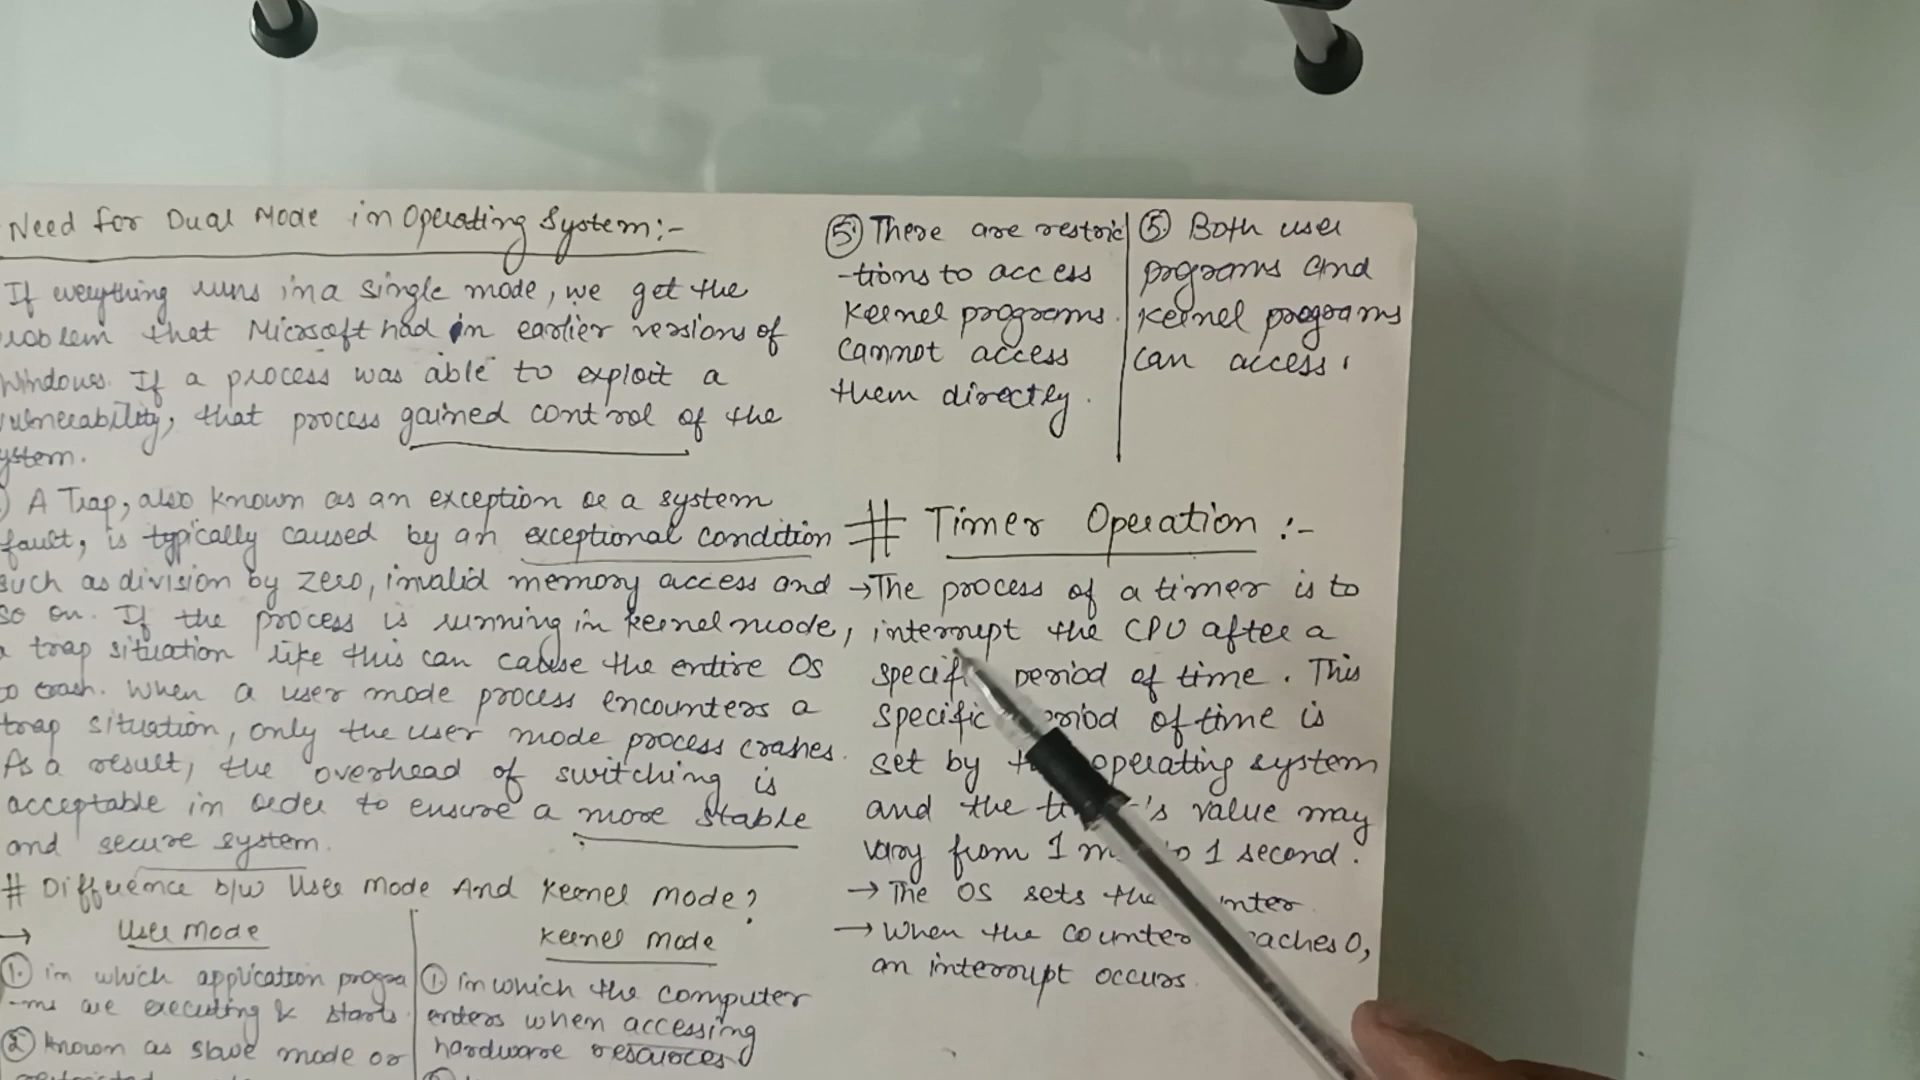 Need for Dual Mode in Operating System:-
If everything runs in a single mode, we get the
that Microsoft had in earlier versions of
Windows. If a process was able to exploit a
vulnerability, that process gained control of the
ystem.
A Trap, also known as an exception or a system
fault, is typically caused by an exceptional condition
such as division by zero, invalid memory access and
so on. If the process is running in kernel mode,
a trap situation like this can cause the entire OS
to crash. When a user mode process encounters a
trap situation, only the user mode process crashes.
As a result, the overhead of switching is
acceptable in order to ensure a more stable
and secure system.
# Difference b/w User Mode And Kernel Mode?
→ User Mode
① in which application progra
-ms are executing & starts.
② known as slave mode or
Kernel Mode
① in which the computer
enters when accessing
hardware resources
⑤ There are restric
-tions to access
kernel programs.
Cannot access
them directly.
⑤ Both user
programs and
kernel programs
can access.
# Timer Operation :-
→ The process of a timer is to
interrupt the CPU after a
period of time. This
specific of time is
set by operating system
and the value may
vary from 1 to 1 second.
→ The OS sets the
→ When the counter 0,
an interrupt occurs.